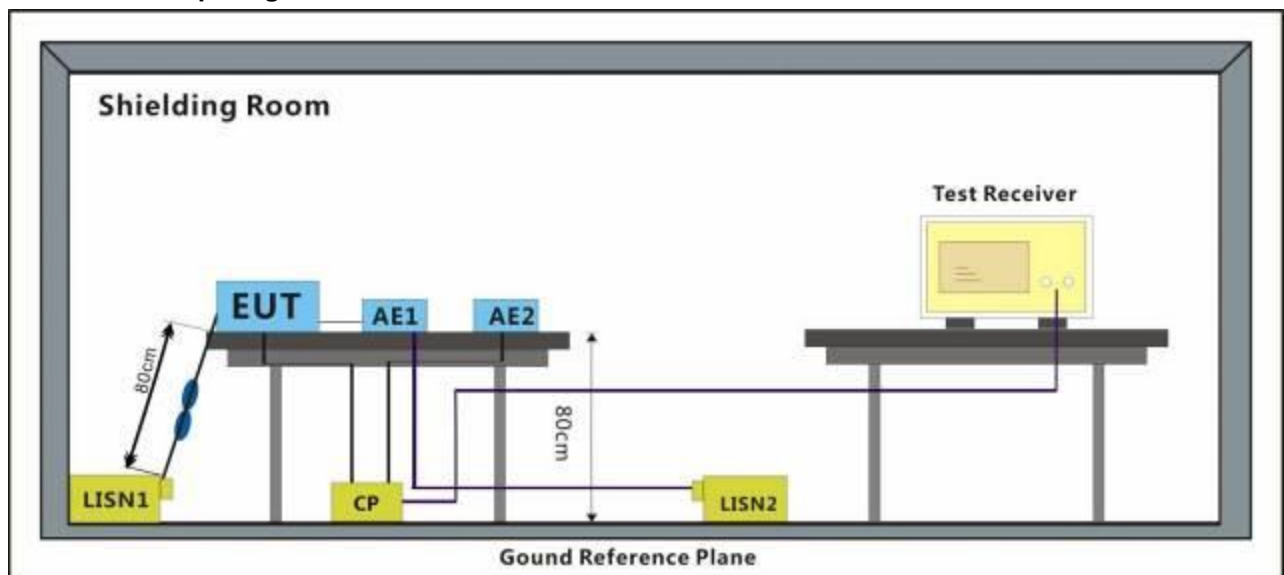 Shielding Room
Test Receiver
EUT
AE1
AE2
80cm
80cm
LISN1
CP
LISN2
Gound Reference Plane